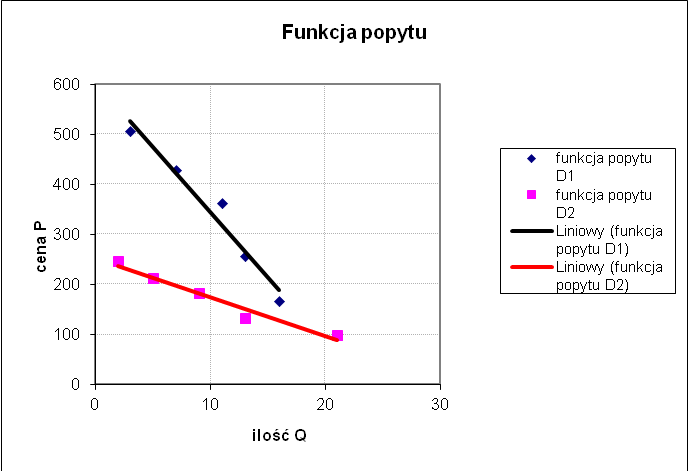 Funkcja popytu
600
500
400
300
200
100
0
0
10
20
30
cena P
ilość Q
funkcja popytu
D1
funkcja popytu
D2
Liniowy (funkcja
popytu D1)
Liniowy (funkcja
popytu D2)